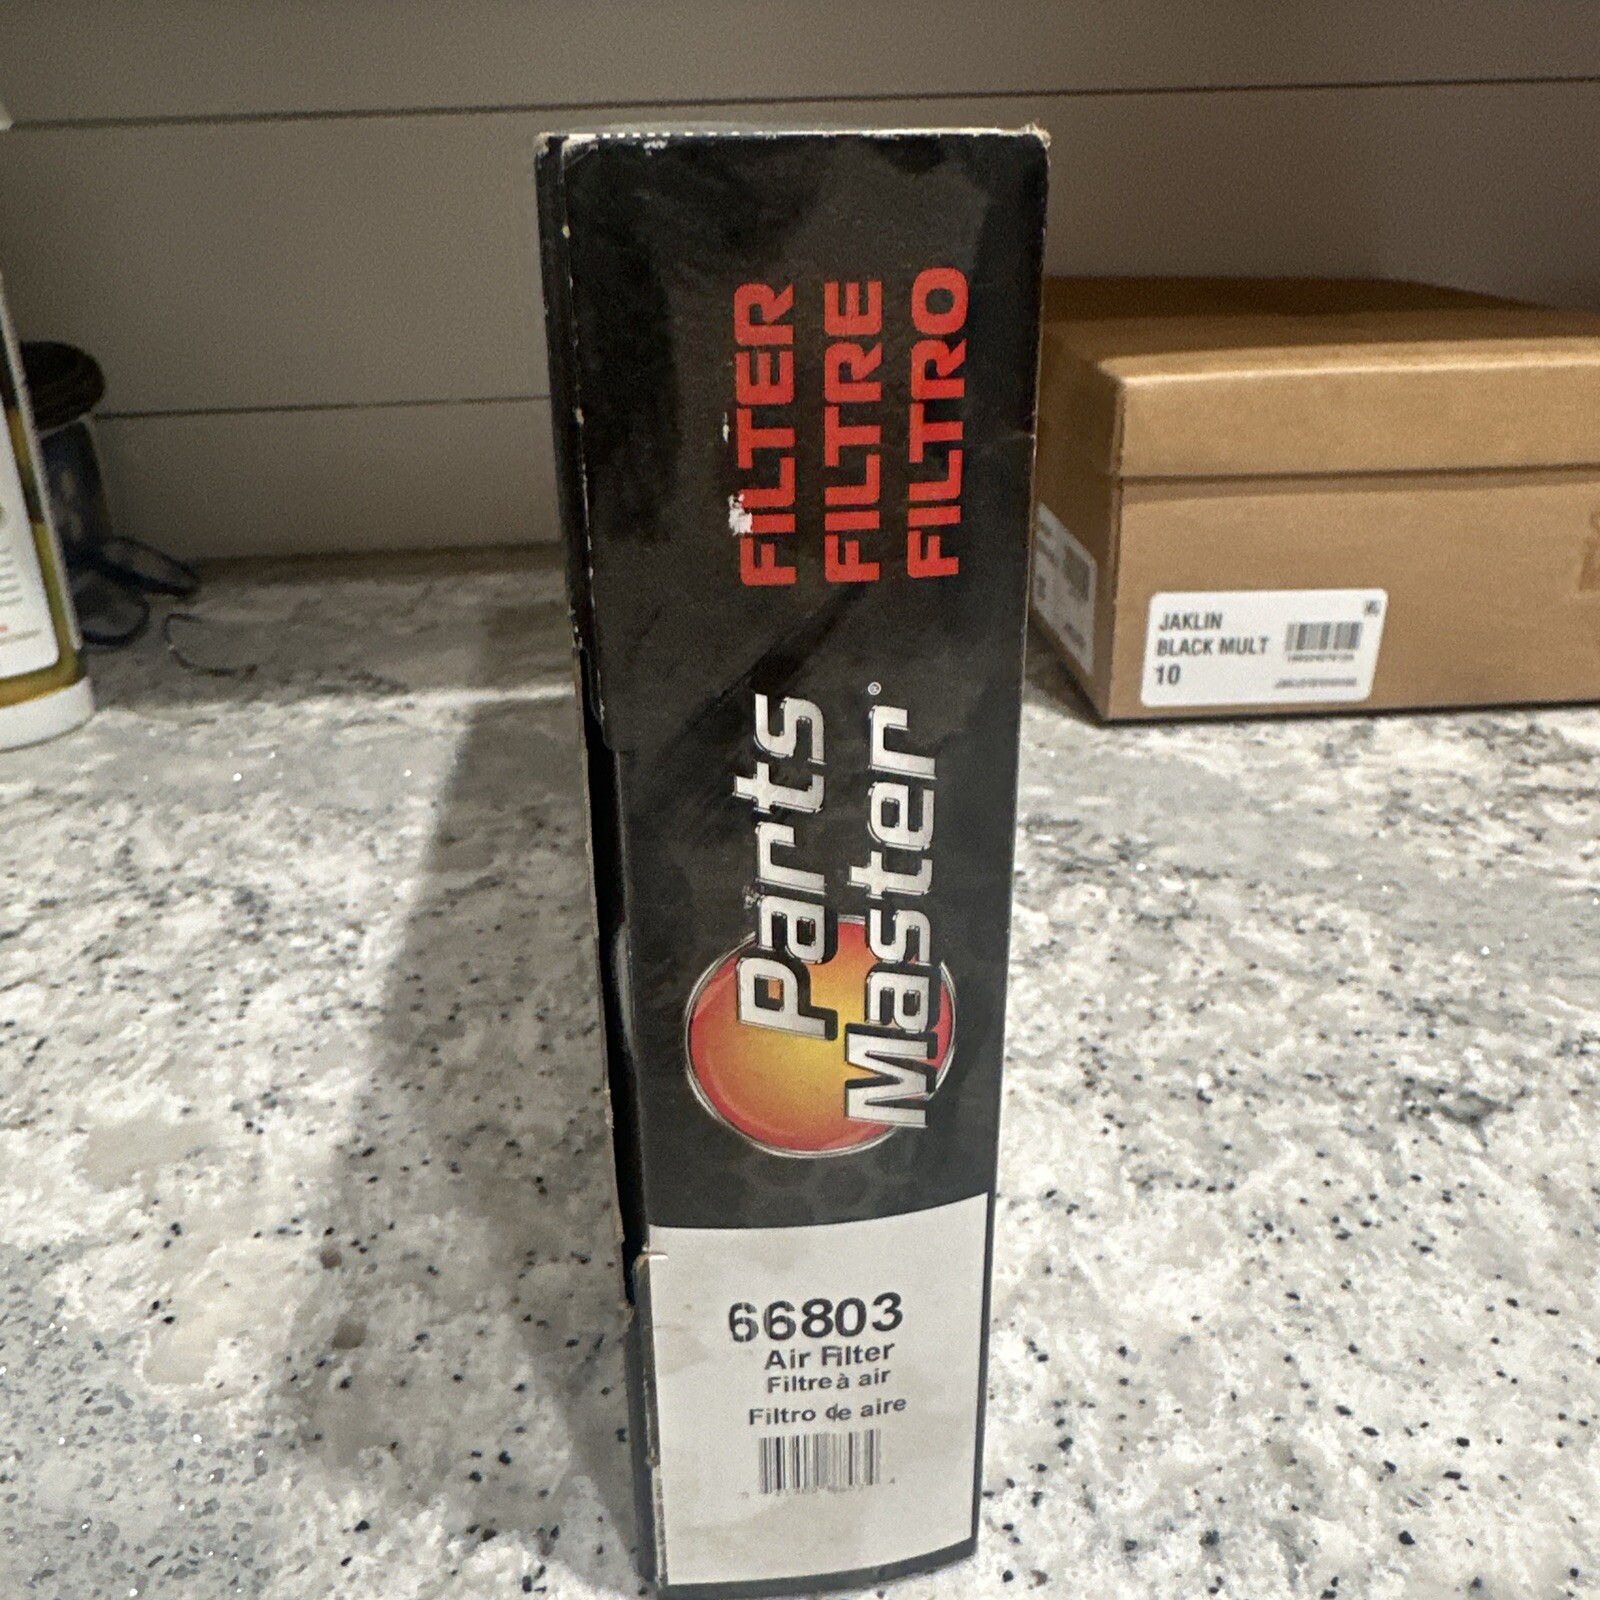 FILTER
FILTRE
FILTRO
Parts
Master®
66803
Air Filter
Filtre à air
Filtro de aire
JAKLIN
BLACK MULT
10